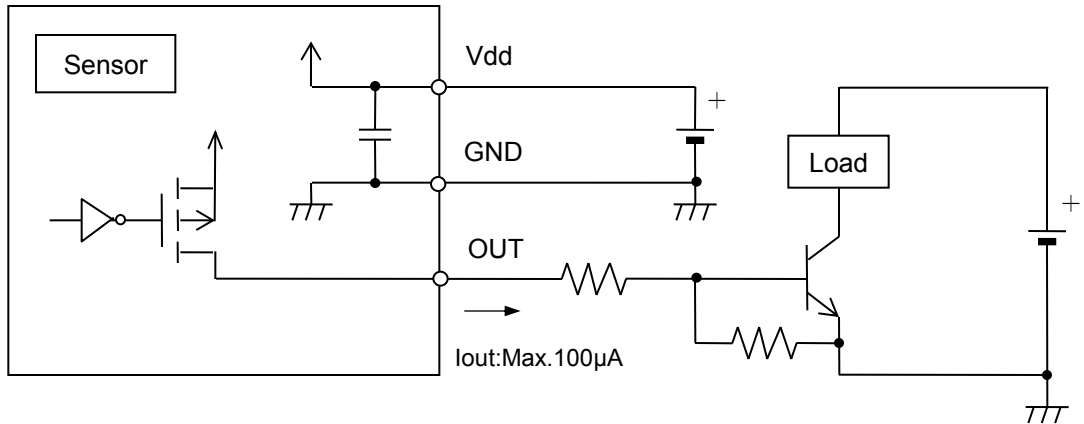 Sensor
Vdd
+
GND
Load
+
OUT
Iout:Max.100µA